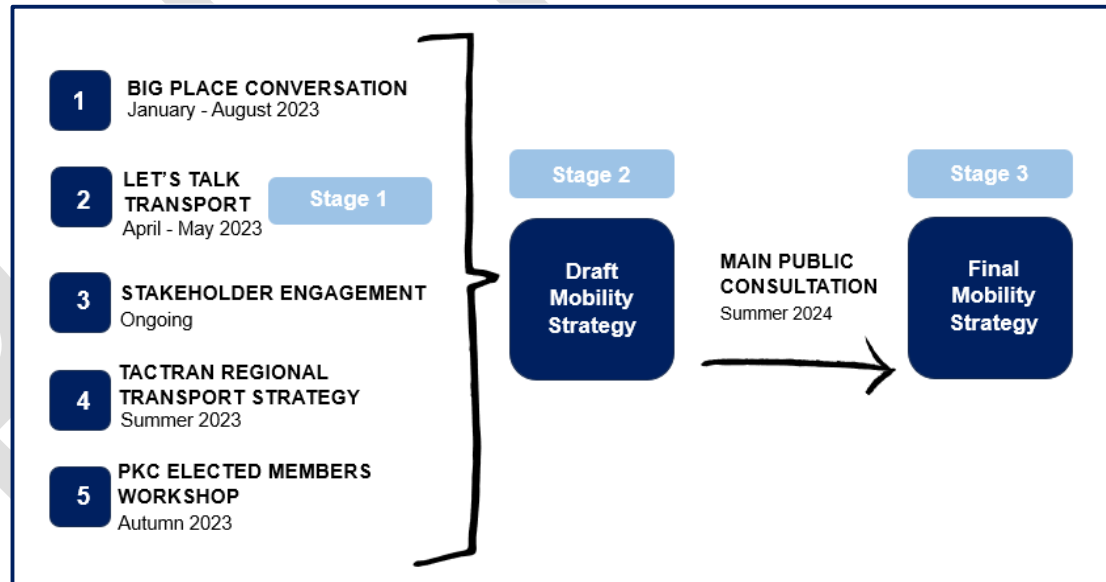 1
BIG PLACE CONVERSATION
January - August 2023
2
LET'S TALK
TRANSPORT
April - May 2023
Stage 1
3
STAKEHOLDER ENGAGEMENT
Ongoing
4
TACTRAN REGIONAL
TRANSPORT STRATEGY
Summer 2023
5
PKC ELECTED MEMBERS
WORKSHOP
Autumn 2023
Stage 2
Draft
Mobility
Strategy
MAIN PUBLIC
CONSULTATION
Summer 2024
Stage 3
Final
Mobility
Strategy